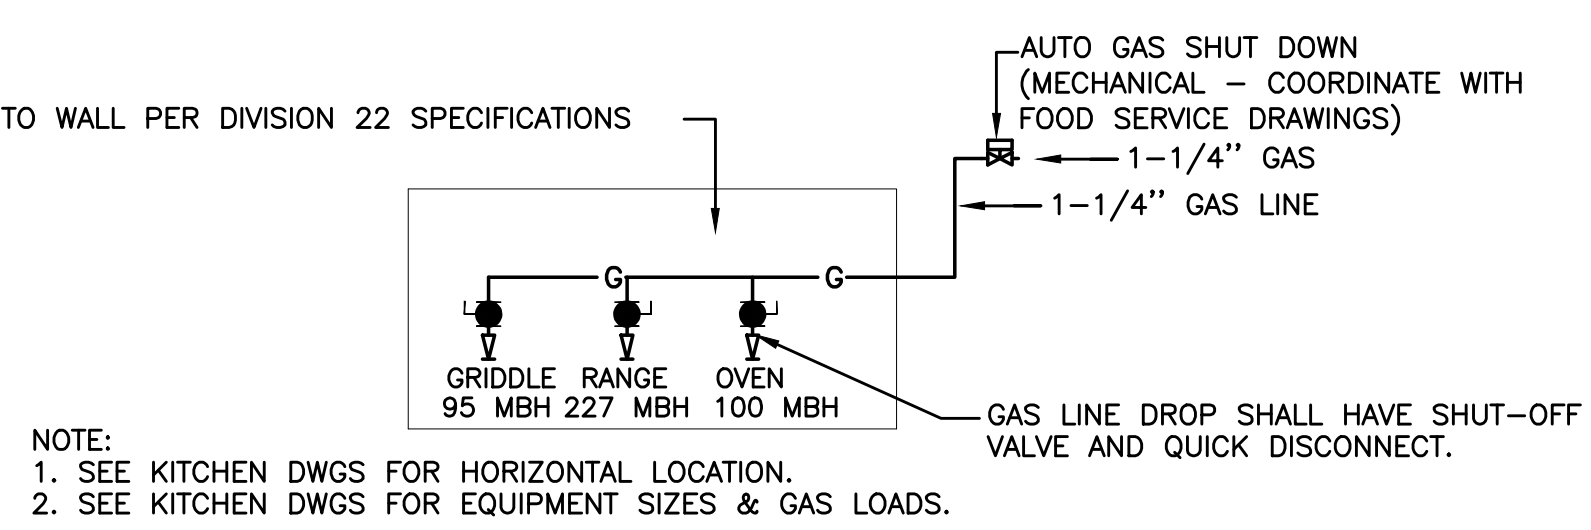 AUTO GAS SHUT DOWN
(MECHANICAL – COORDINATE WITH
FOOD SERVICE DRAWINGS)
TO WALL PER DIVISION 22 SPECIFICATIONS
1–1/4” GAS
1–1/4” GAS LINE
G G
GRIDDLE RANGE OVEN
95 MBH 227 MBH 100 MBH
GAS LINE DROP SHALL HAVE SHUT–OFF
VALVE AND QUICK DISCONNECT.
NOTE:
1. SEE KITCHEN DWGS FOR HORIZONTAL LOCATION.
2. SEE KITCHEN DWGS FOR EQUIPMENT SIZES & GAS LOADS.